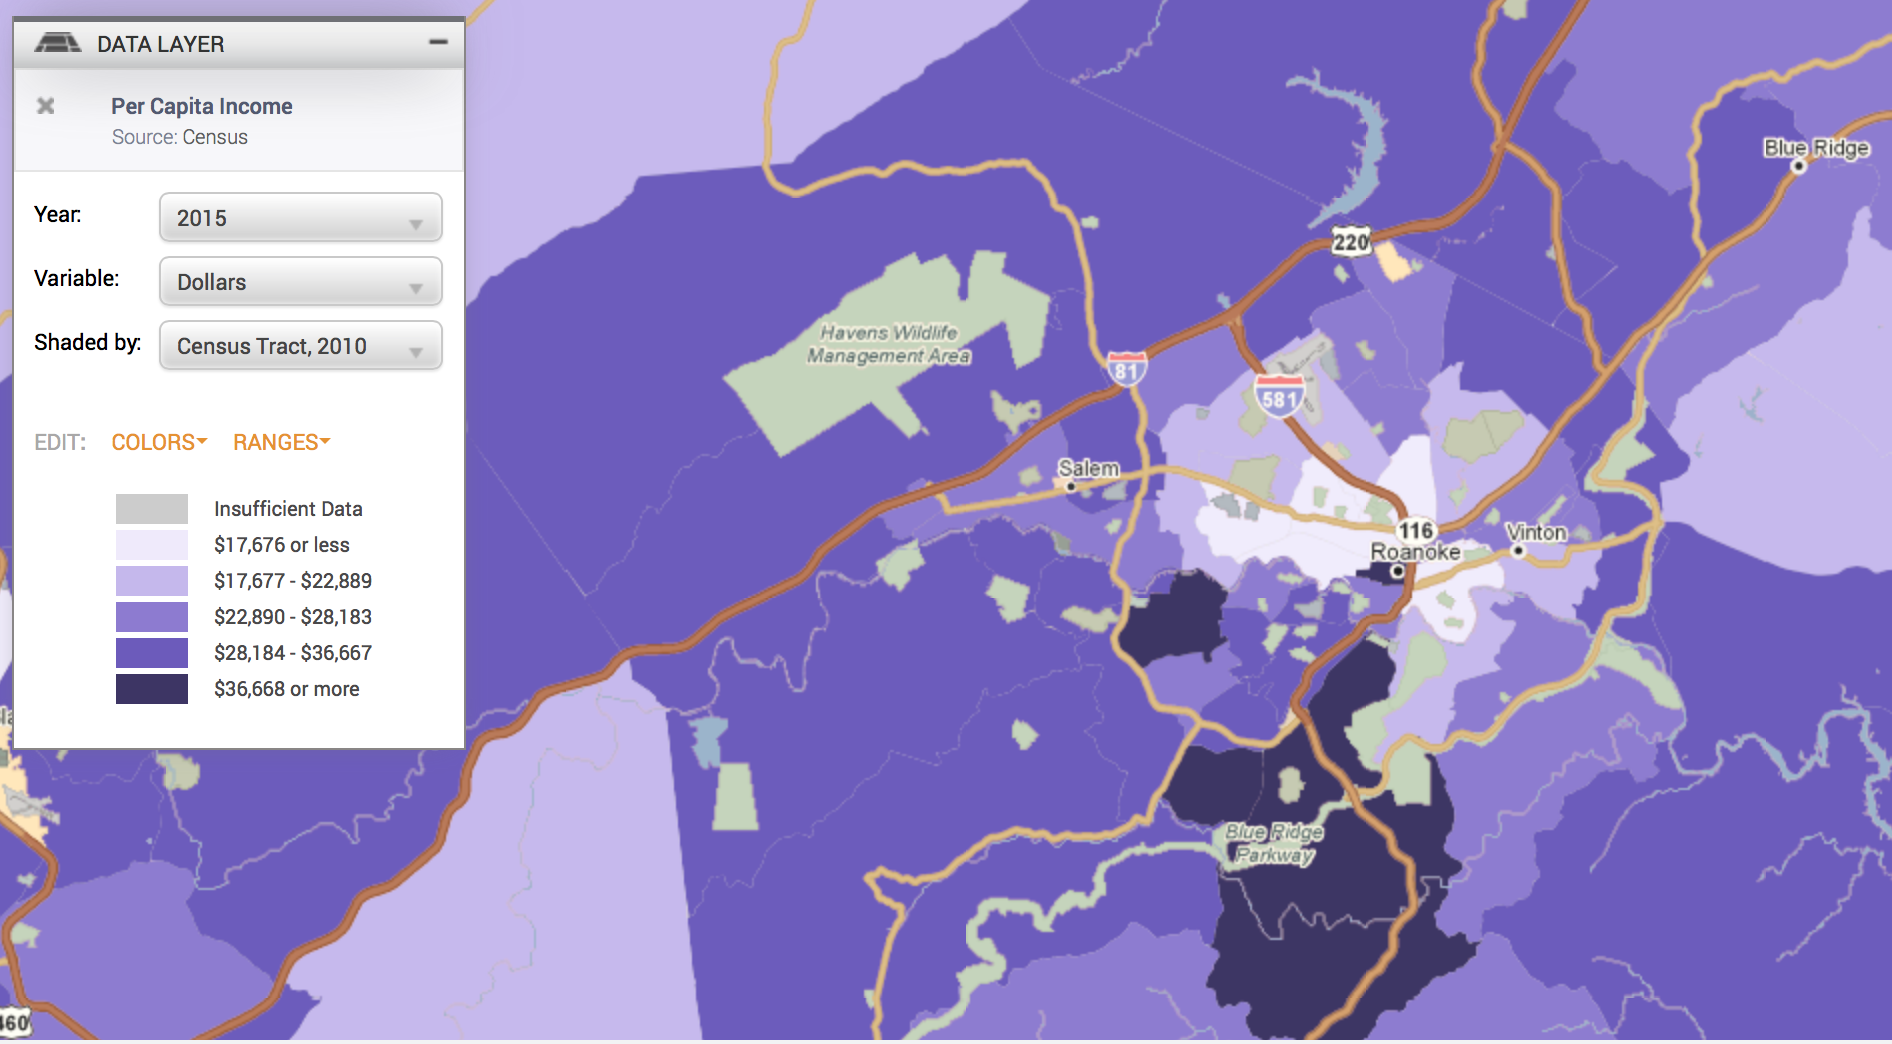 DATA LAYER
Per Capita Income
Source: Census
Year:
2015
Variable:
Dollars
Shaded by:
Census Tract, 2010
EDIT:
COLORS
RANGES
Insufficient Data
$17,676 or less
$17,677 - $22,889
$22,890 - $28,183
$28,184 - $36,667
$36,668 or more
Blue Ridge
220
Havens Wildlife
Management Area
81
581
Salem
116
Roanoke
Vinton
Blue Ridge
Parkway
460